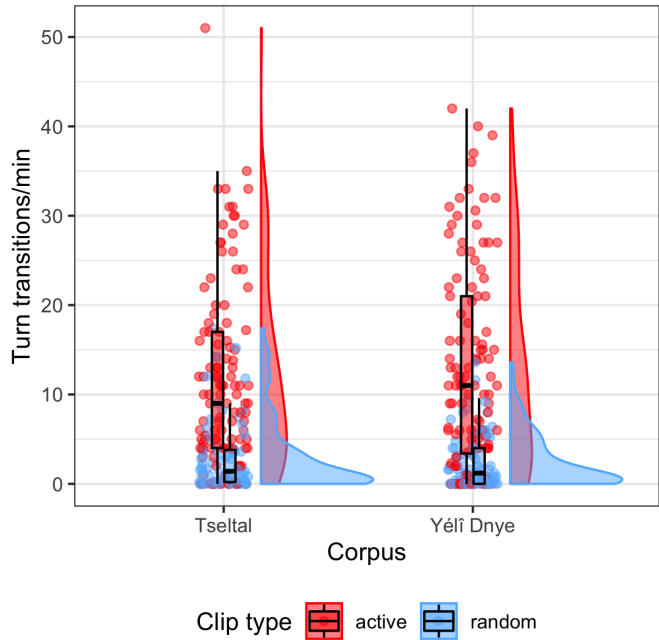 Turn transitions/min
50
40
30
20
10
0
Tseltal Yélî Dnye
Corpus
Clip type active random